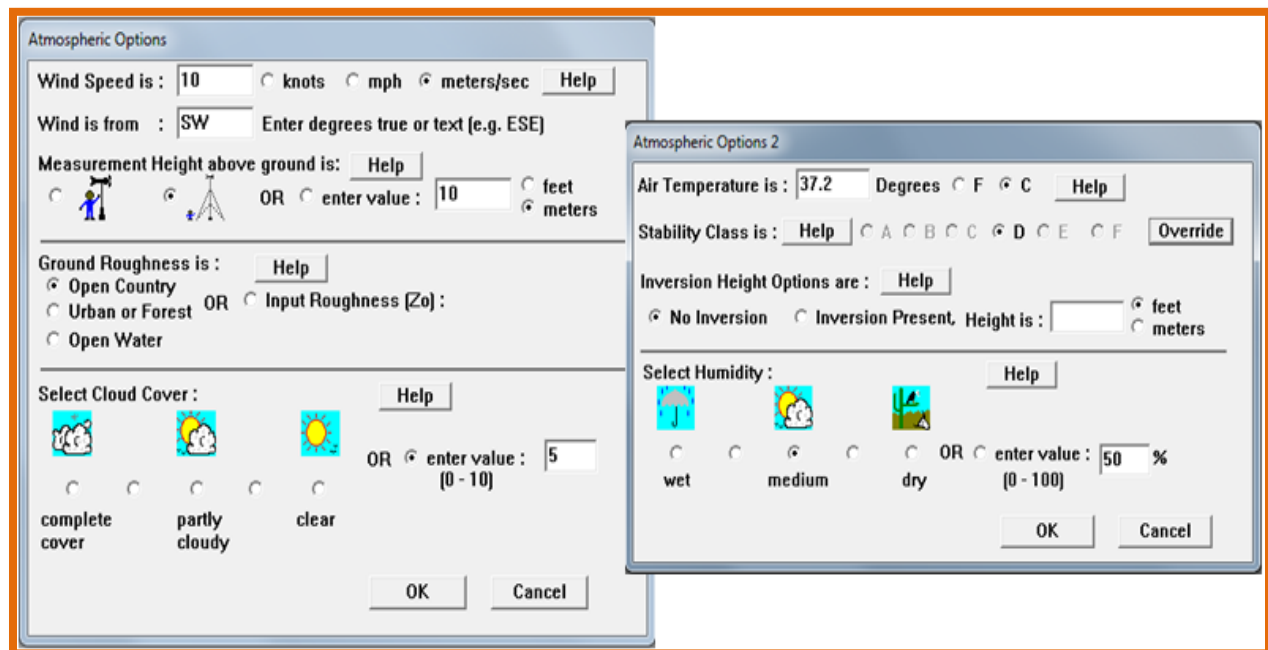 Atmospheric Options
Wind Speed is : 10 knots mph meters/sec Help
Wind is from : SW Enter degrees true or text (e.g. ESE)
Measurement Height above ground is: Help
OR enter value : 10 feet
meters
Ground Roughness is : Help
Open Country
Urban or Forest OR Input Roughness (Zo) :
Open Water
Select Cloud Cover : Help
OR enter value : 5
(0 - 10)
complete partly clear
cover cloudy
OK Cancel
Atmospheric Options 2
Air Temperature is : 37.2 Degrees F C Help
Stability Class is : Help A B C D E F Override
Inversion Height Options are : Help
No Inversion Inversion Present, Height is : feet
meters
Select Humidity : Help
OR enter value : 50 %
wet medium dry (0 - 100)
OK Cancel